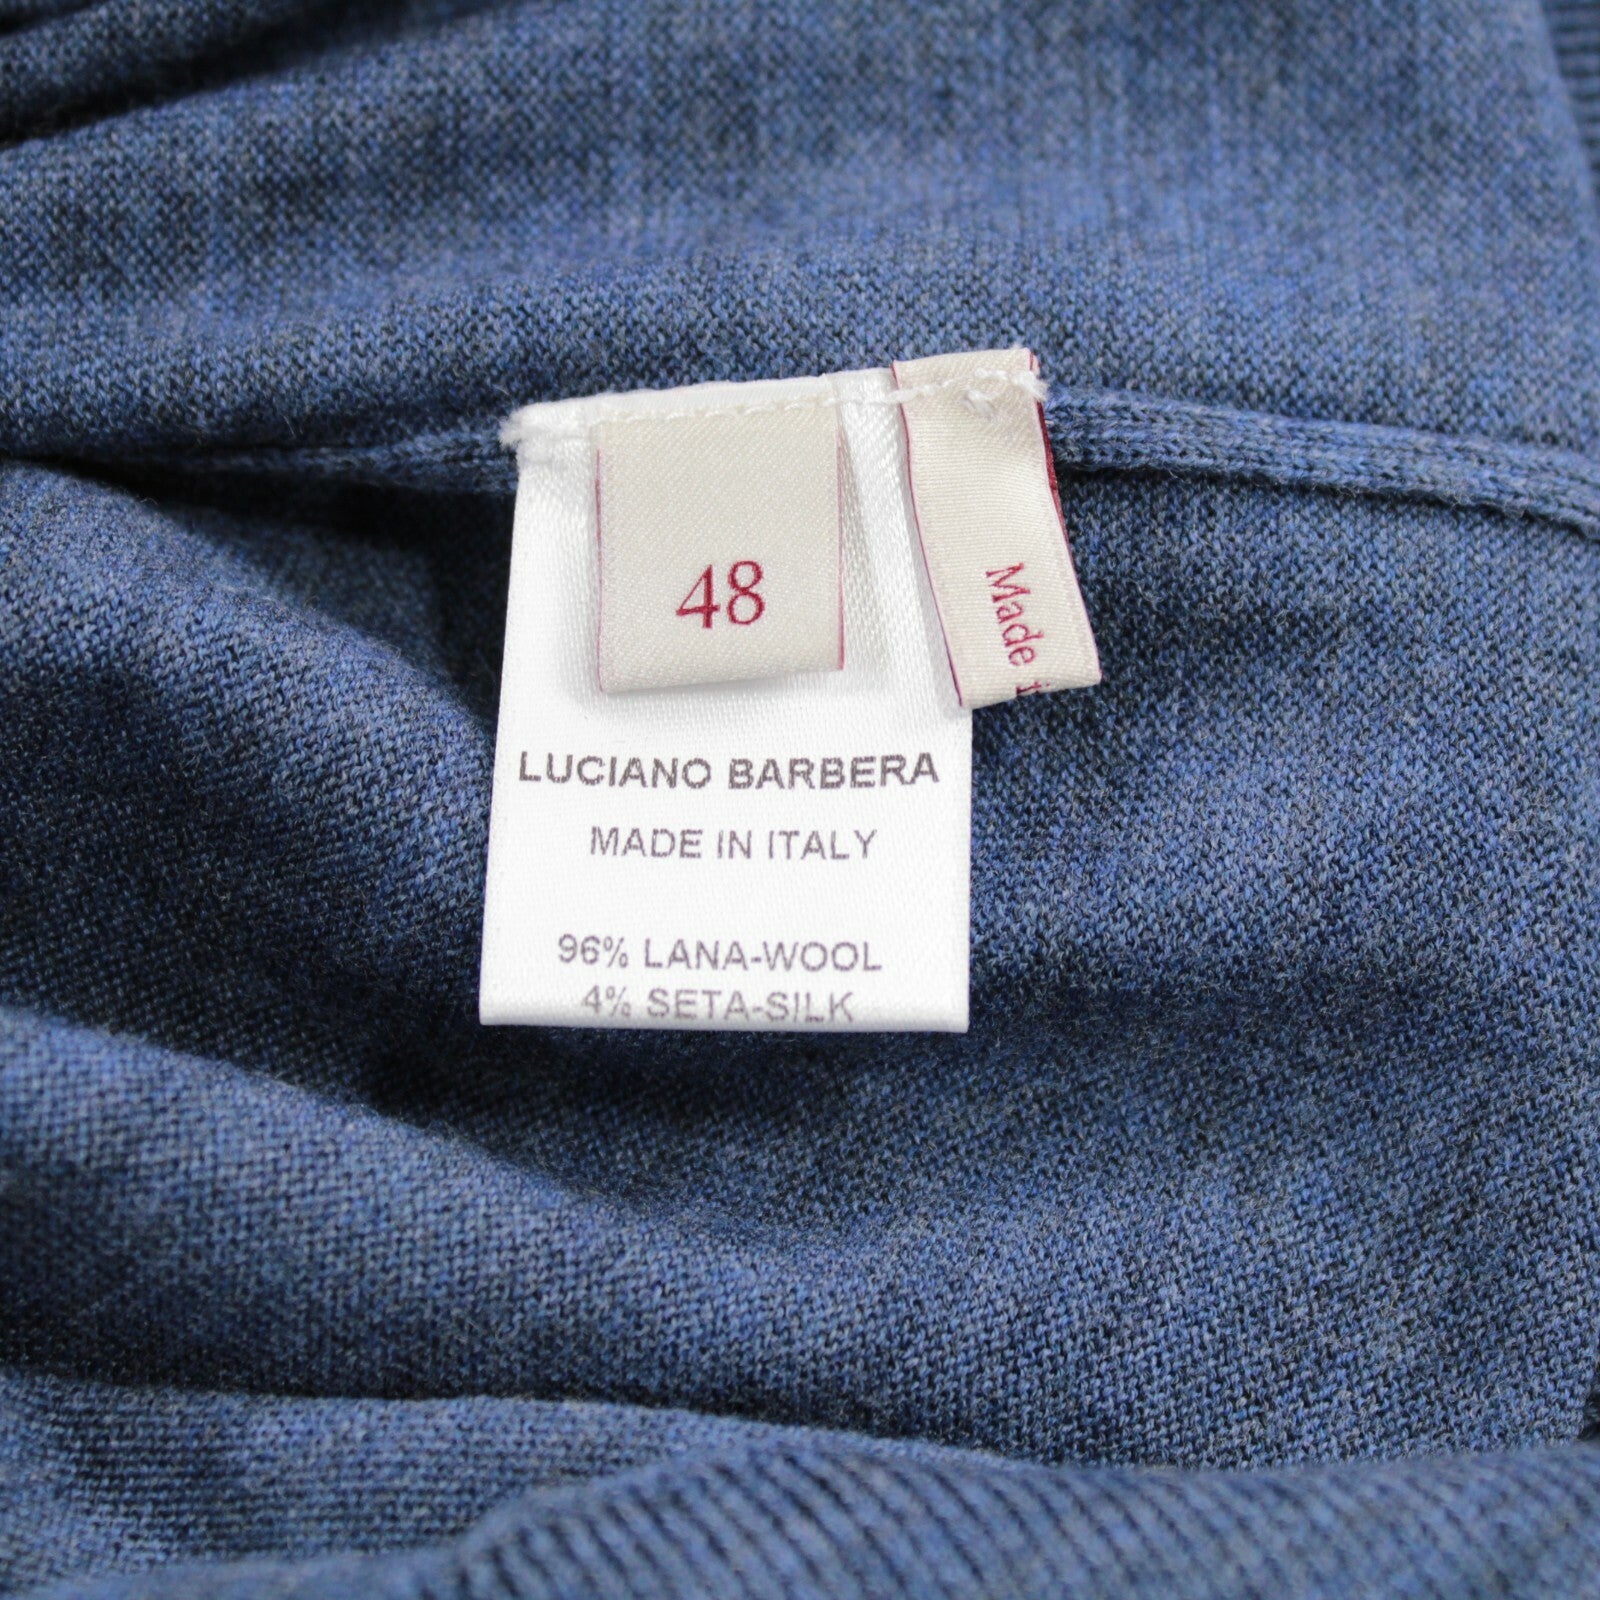 48
Made
LUCIANO BARBERA
MADE IN ITALY
96% LANA-WOOL
4% SETA-SILK